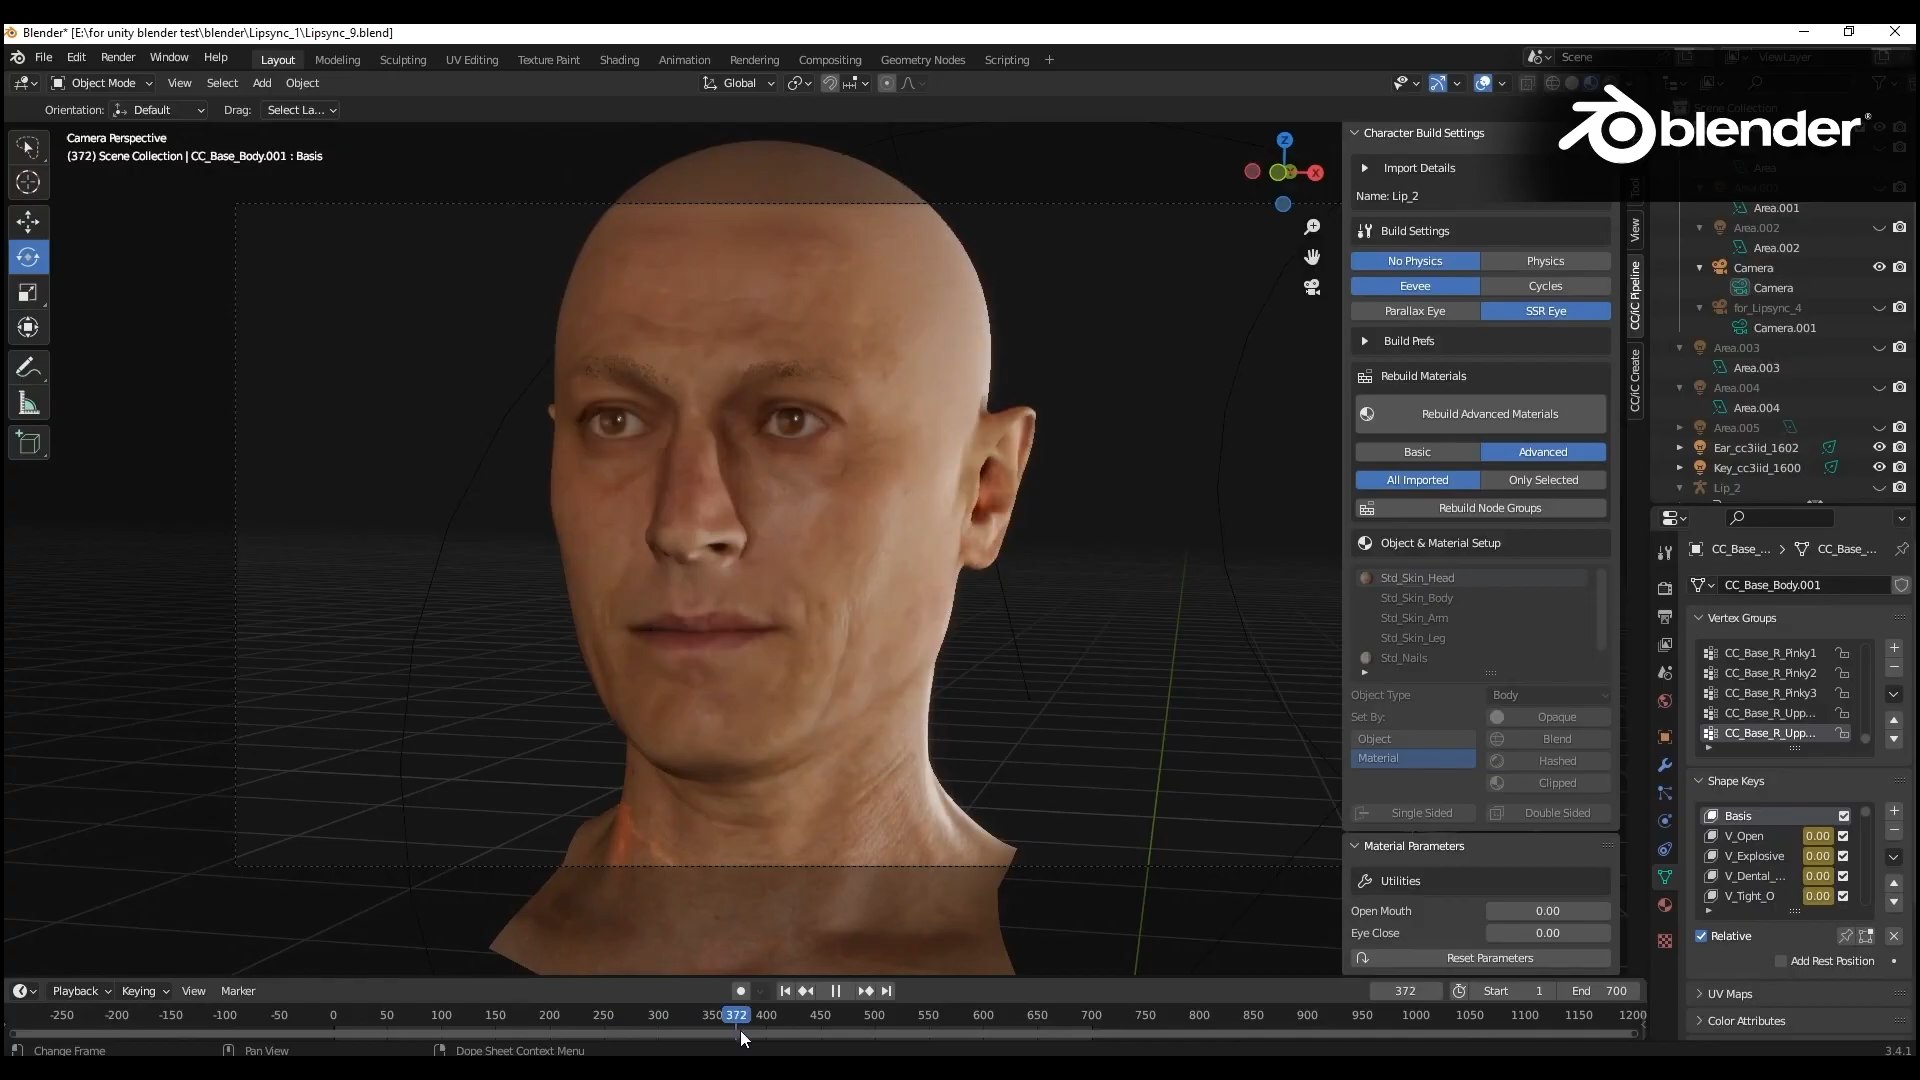 Blender* [E:\for unity blender test\blender\Lipsync_1\Lipsync_9.blend]
File Edit Render Window Help Layout Modeling Sculpting UV Editing Texture Paint Shading Animation Rendering Compositing Geometry Nodes Scripting + Scene ViewLayer
Object Mode View Select Add Object Global
Orientation: Default Drag: Select La...
blender
Camera Perspective
(372) Scene Collection | CC_Base_Body.001 : Basis
Z
X
Character Build Settings
Import Details
Name: Lip_2
Build Settings
No Physics Physics
Eevee Cycles
Parallax Eye SSR Eye
Build Prefs
Rebuild Materials
Rebuild Advanced Materials
Basic Advanced
All Imported Only Selected
Rebuild Node Groups
Object & Material Setup
Std_Skin_Head
Std_Skin_Body
Std_Skin_Arm
Std_Skin_Leg
Std_Nails
Object Type Body
Set By: Opaque
Object Blend
Material Hashed
Clipped
Single Sided Double Sided
Material Parameters
Utilities
Open Mouth 0.00
Eye Close 0.00
Reset Parameters
Tool
View
CC/iC Pipeline
CC/iC Create
Scene Collection
Area
Area.001
Area.002
Area.002
Camera
Camera
for_Lipsync_4
Camera.001
Area.003
Area.003
Area.004
Area.004
Area.005
Ear_cc3iid_1602
Key_cc3iid_1600
Lip_2
CC_Base_... > CC_Base_...
CC_Base_Body.001
Vertex Groups
CC_Base_R_Pinky1
CC_Base_R_Pinky2
CC_Base_R_Pinky3
CC_Base_R_Upp...
CC_Base_R_Upp...
Shape Keys
Basis
V_Open 0.00
V_Explosive 0.00
V_Dental_... 0.00
V_Tight_O 0.00
Relative
Add Rest Position
UV Maps
Color Attributes
Playback Keying View Marker 372 Start 1 End 700
-250 -200 -150 -100 -50 0 50 100 150 200 250 300 350 372 400 450 500 550 600 650 700 750 800 850 900 950 1000 1050 1100 1150 1200
Change Frame Pan View Dope Sheet Context Menu 3.4.1